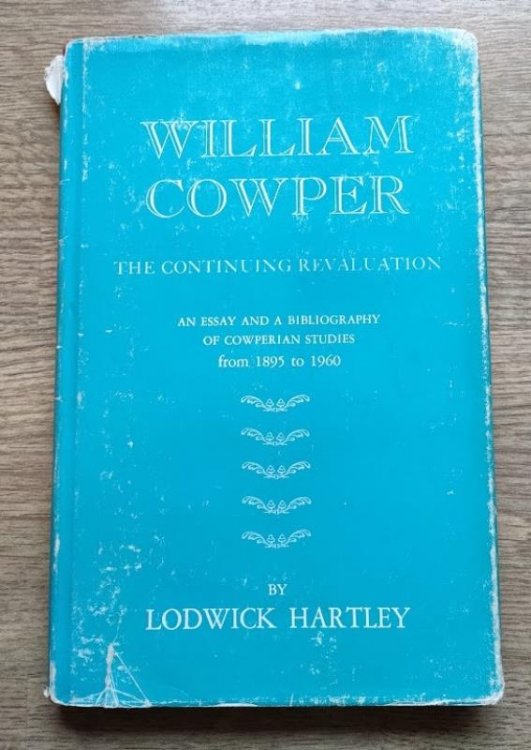 WILLIAM
COWPER
THE CONTINUING REVALUATION
AN ESSAY AND A BIBLIOGRAPHY
OF COWPERIAN STUDIES
from 1895 to 1960
BY
LODWICK HARTLEY